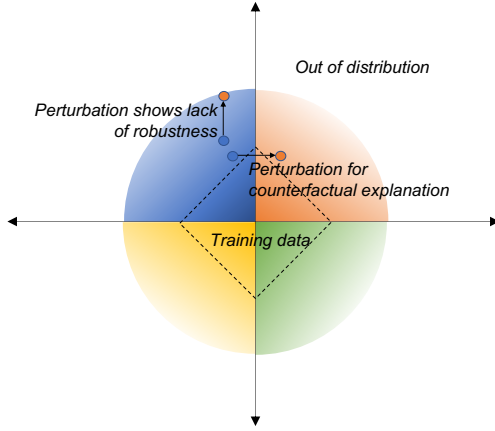 Out of distribution
Perturbation shows lack
of robustness
Perturbation for
counterfactual explanation
Training data